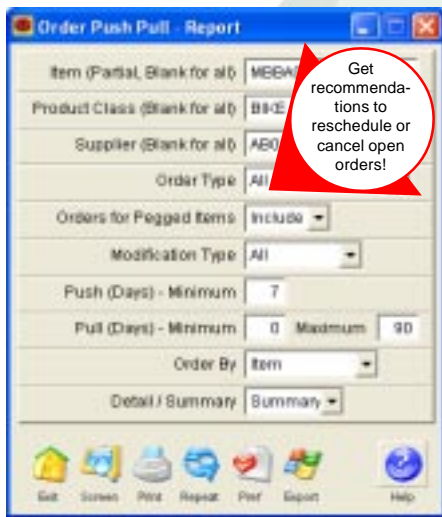 Order Push Pull - Report
Item (Partial, Blank for all)
Product Class (Blank for all) BIKE
Supplier (Blank for all)
Order Type All
Orders for Pegged Items Include
Modification Type All
Push (Days) - Minimum 7
Pull (Days) - Minimum 0 Maximum 90
Order By Item
Detail / Summary Summary
Get
recommenda-
tions to
reschedule or
cancel open
orders!
Exit Screen Print Repeat Pref Export Help